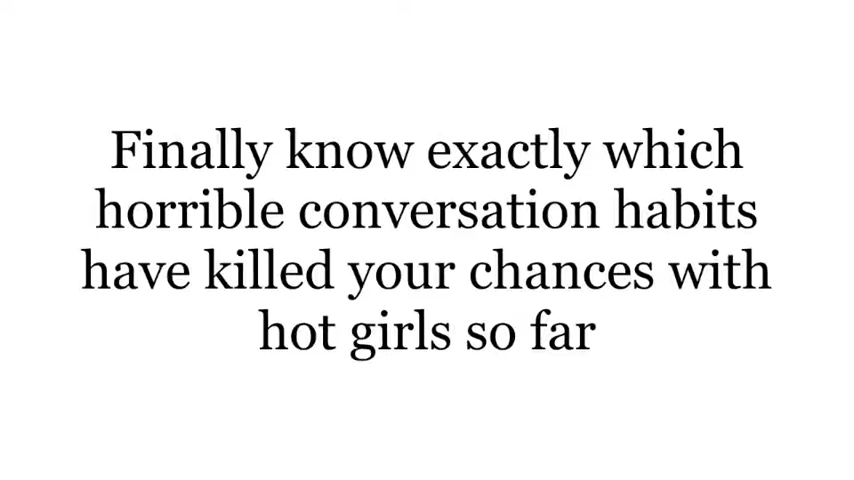 Finally know exactly which
horrible conversation habits
have killed your chances with
hot girls so far